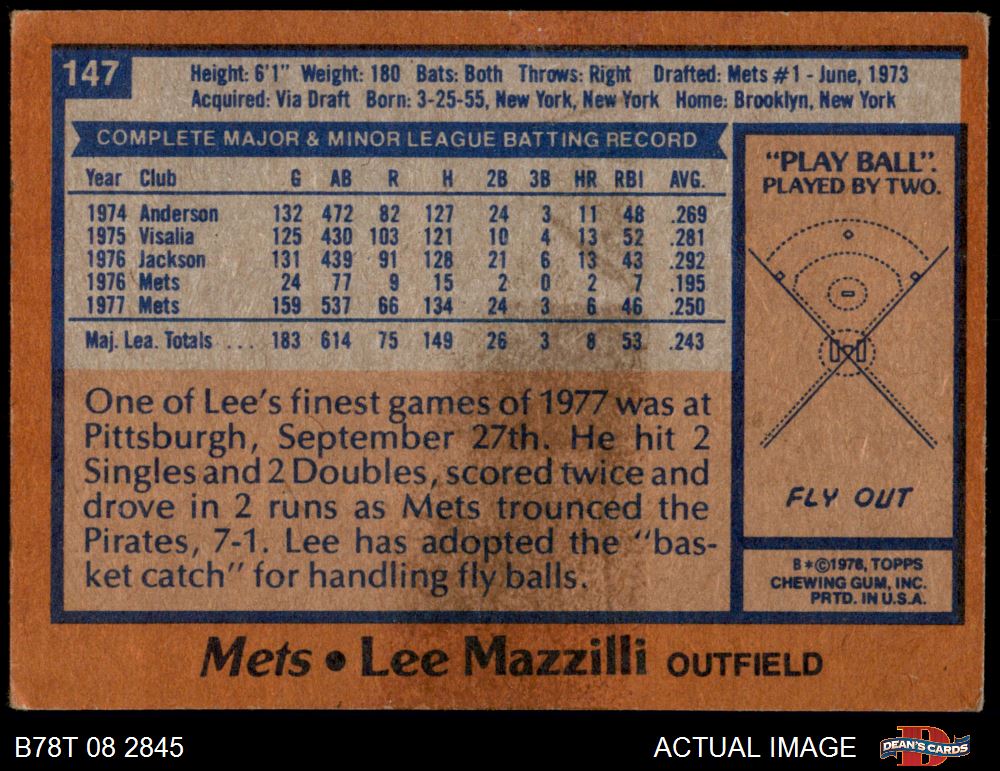 147
Height: 6'1" Weight: 180 Bats: Both Throws: Right Drafted: Mets #1 - June, 1973
Acquired: Via Draft Born: 3-25-55, New York, New York Home: Brooklyn, New York
COMPLETE MAJOR & MINOR LEAGUE BATTING RECORD
Year Club G AB R H 2B 3B HR RBI AVG.
1974 Anderson 132 472 82 127 24 3 11 48 .269
1975 Visalia 125 430 103 121 10 4 13 52 .281
1976 Jackson 131 439 91 128 21 6 13 43 .292
1976 Mets 24 77 9 15 2 0 2 7 .195
1977 Mets 159 537 66 134 24 3 6 46 .250
Maj. Lea. Totals ... 183 614 75 149 26 3 8 53 .243
One of Lee's finest games of 1977 was at
Pittsburgh, September 27th. He hit 2
Singles and 2 Doubles, scored twice and
drove in 2 runs as Mets trounced the
Pirates, 7-1. Lee has adopted the "bas-
ket catch" for handling fly balls.
"PLAY BALL".
PLAYED BY TWO.
FLY OUT
B*©1978, TOPPS
CHEWING GUM, INC.
PRTD. IN U.S.A.
Mets • Lee Mazzilli OUTFIELD
B78T 08 2845
ACTUAL IMAGE
DEAN'S CARDS